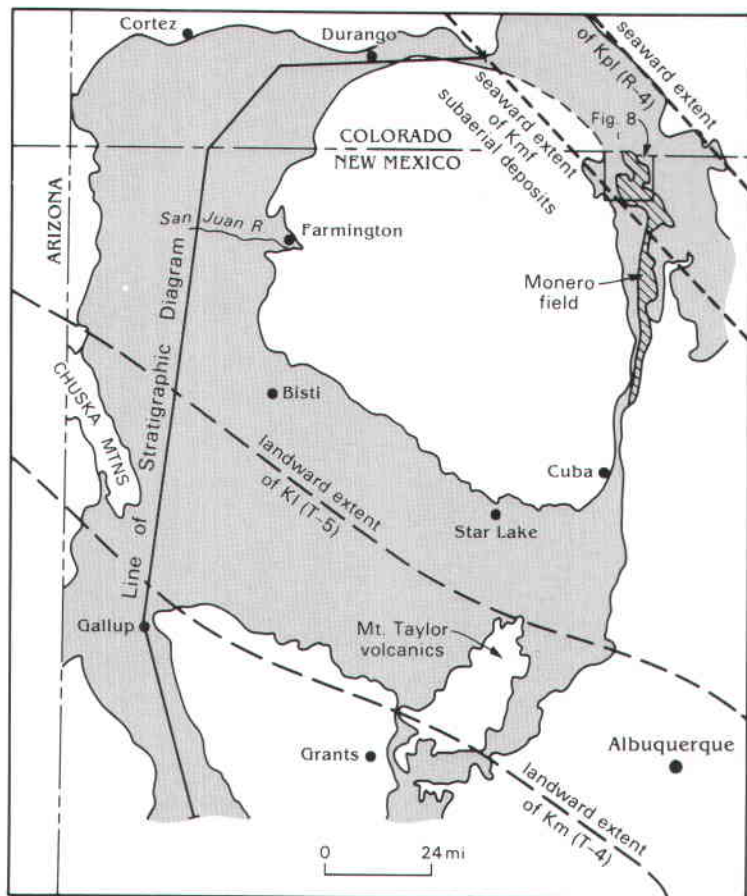 Cortez
Durango
seaward extent
of Kpl (R-4)
seaward extent
of Kmf
subaerial deposits
Fig. 8
COLORADO
NEW MEXICO
ARIZONA
San Juan R
Farmington
Monero
field
Line of Stratigraphic Diagram
CHUSKA MTNS
Bisti
landward extent
of Kl (T-5)
Cuba
Star Lake
Gallup
Mt. Taylor
volcanics
Grants
Albuquerque
landward extent
of Km (T-4)
0 24 mi